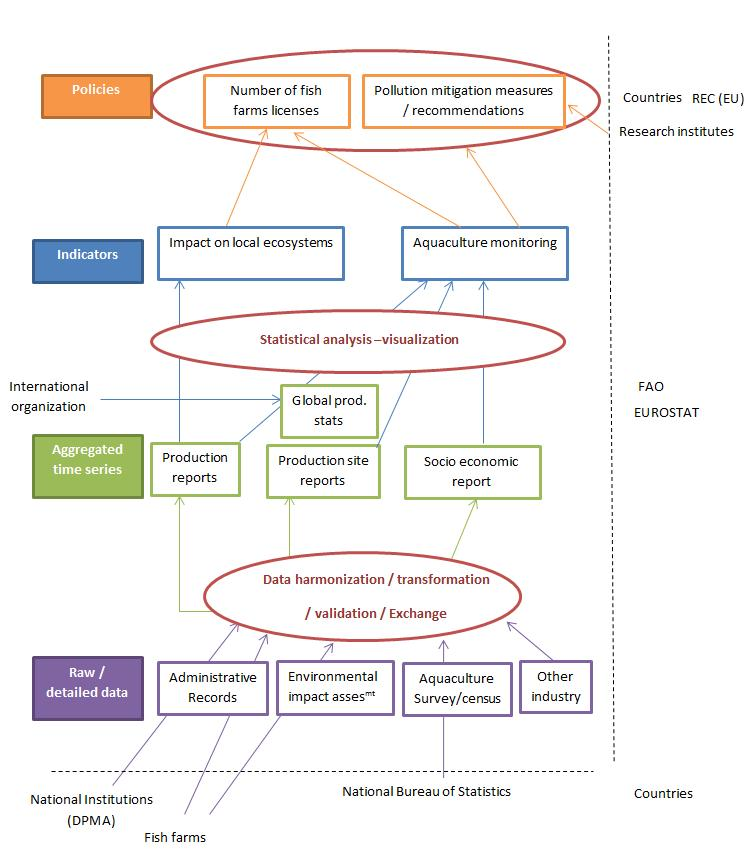 Policies
Number of fish
farms licenses
Pollution mitigation measures
/ recommendations
Countries REC (EU)
Research institutes
Indicators
Impact on local ecosystems
Aquaculture monitoring
Statistical analysis –visualization
International
organization
Global prod.
stats
FAO
EUROSTAT
Aggregated
time series
Production
reports
Production site
reports
Socio economic
report
Data harmonization / transformation
/ validation / Exchange
Raw /
detailed data
Administrative
Records
Environmental
impact assesmt
Aquaculture
Survey/census
Other
industry
National Institutions
(DPMA)
Fish farms
National Bureau of Statistics
Countries